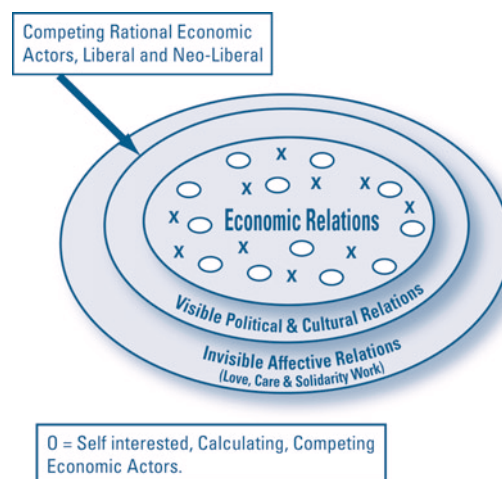 Competing Rational Economic
Actors, Liberal and Neo-Liberal
X
X
X
X
X
Economic Relations
X
X
X
X
X
X
Visible Political & Cultural Relations
Invisible Affective Relations
(Love, Care & Solidarity Work)
O = Self interested, Calculating, Competing
Economic Actors.